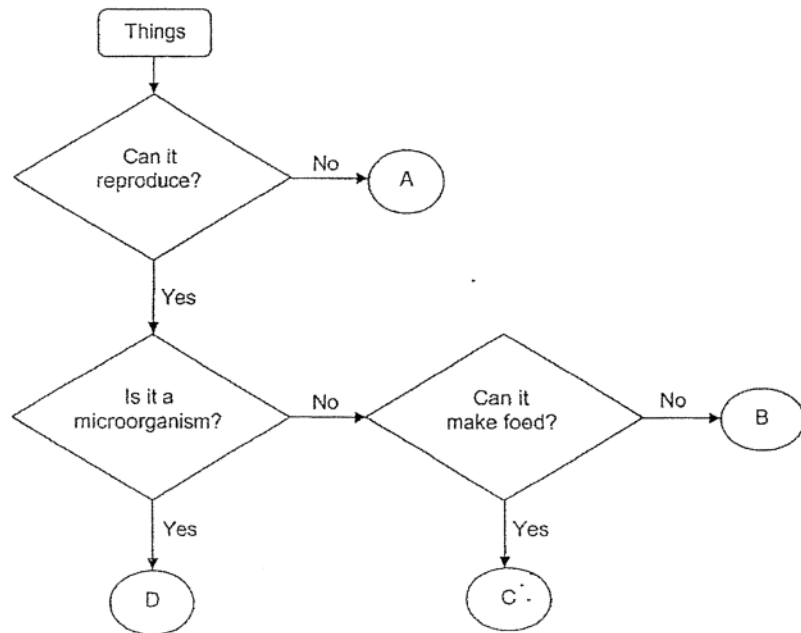 Things
Can it
reproduce?
No
A
Yes
Is it a
microorganism?
No
Can it
make food?
No
B
Yes
Yes
D
C